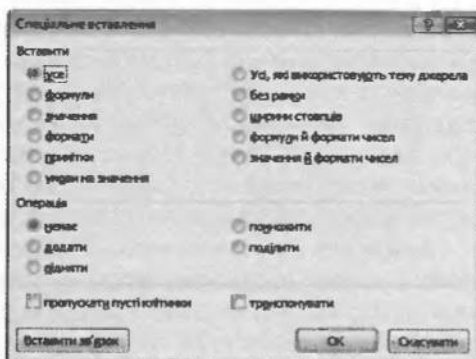 Спеціальне вставлення
Вставити
усе
Усі, які використовують тему джерела
формули
без рамки
значення
ширини стовпців
формати
формули й формати чисел
примітки
значення й формати чисел
умови на значення
Операція
немає
помножити
додати
поділити
відняти
пропускати пусті клітинки
транспонувати
Вставити зв'язок
ОК
Скасувати